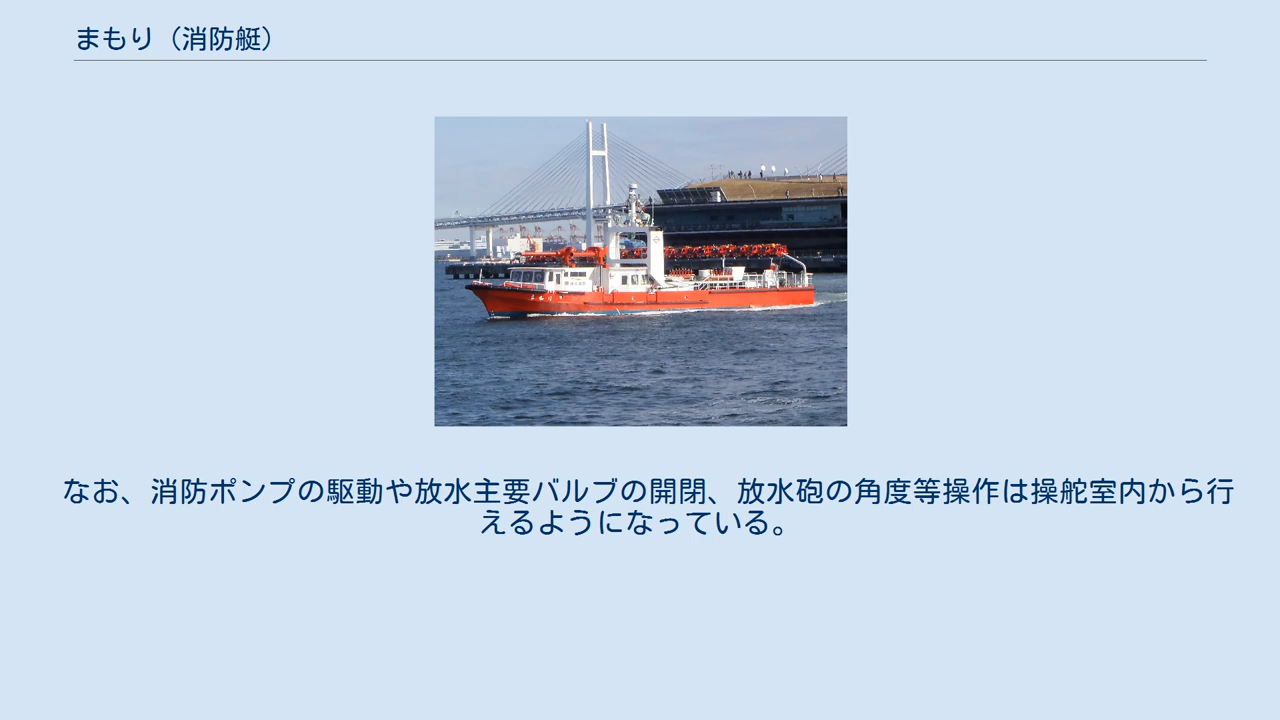 まもり（消防艇）
なお、消防ポンプの駆動や放水主要バルブの開閉、放水砲の角度等操作は操舵室内から行
えるようになっている。